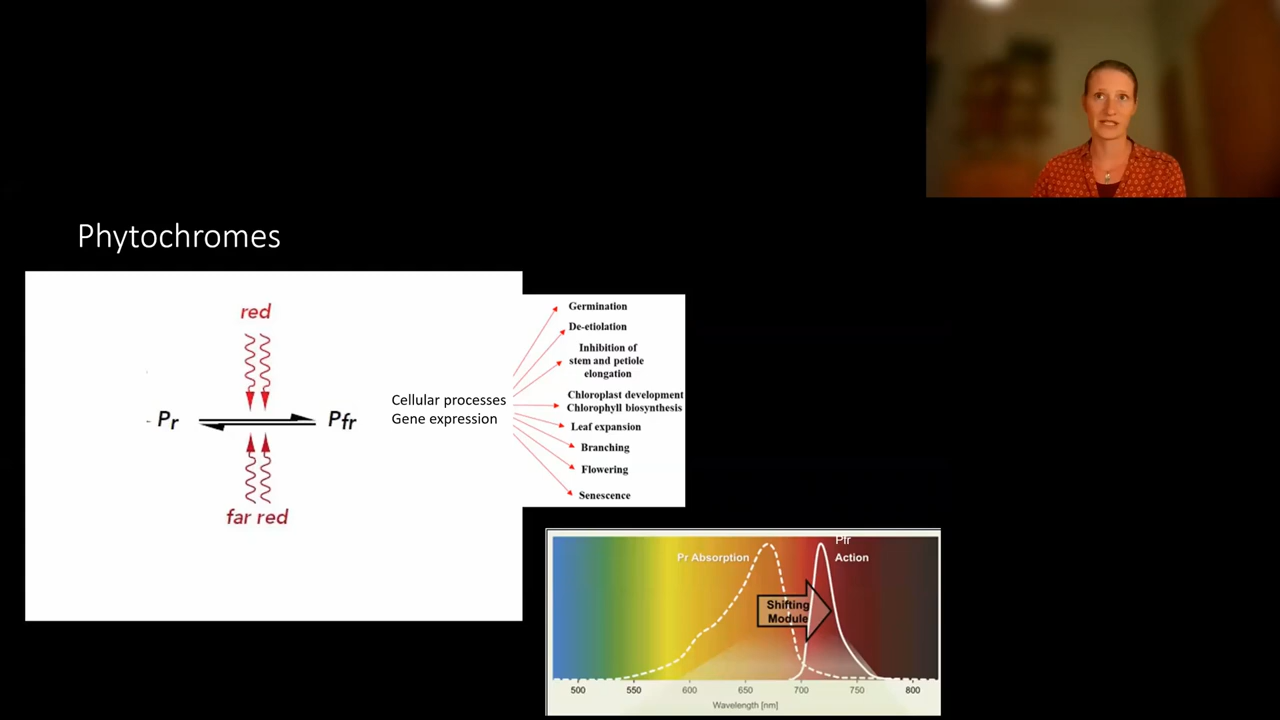 Phytochromes
red
Pr
Pfr
far red
Cellular processes
Gene expression
Germination
De-etiolation
Inhibition of
stem and petiole
elongation
Chloroplast development
Chlorophyll biosynthesis
Leaf expansion
Branching
Flowering
Senescence
Pr Absorption
Pfr
Action
Shifting
Module
500 550 600 650 700 750 800
Wavelength [nm]